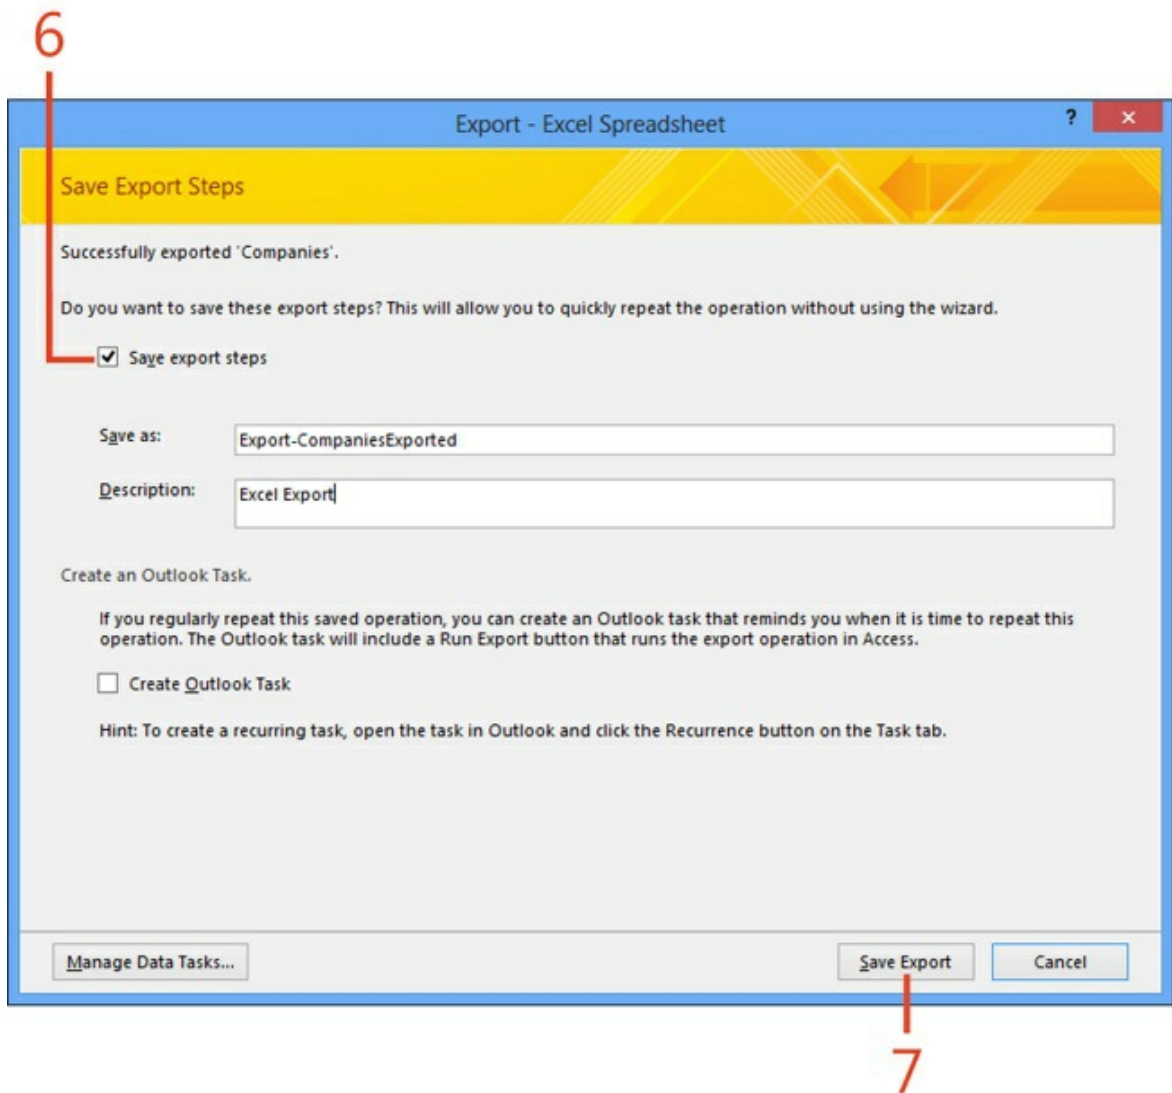 6
Export - Excel Spreadsheet
?
Save Export Steps
Successfully exported 'Companies'.
Do you want to save these export steps? This will allow you to quickly repeat the operation without using the wizard.
Save export steps
Save as:
Export-CompaniesExported
Description:
Excel Export
Create an Outlook Task.
If you regularly repeat this saved operation, you can create an Outlook task that reminds you when it is time to repeat this
operation. The Outlook task will include a Run Export button that runs the export operation in Access.
Create Outlook Task
Hint: To create a recurring task, open the task in Outlook and click the Recurrence button on the Task tab.
Manage Data Tasks...
Save Export
Cancel
7